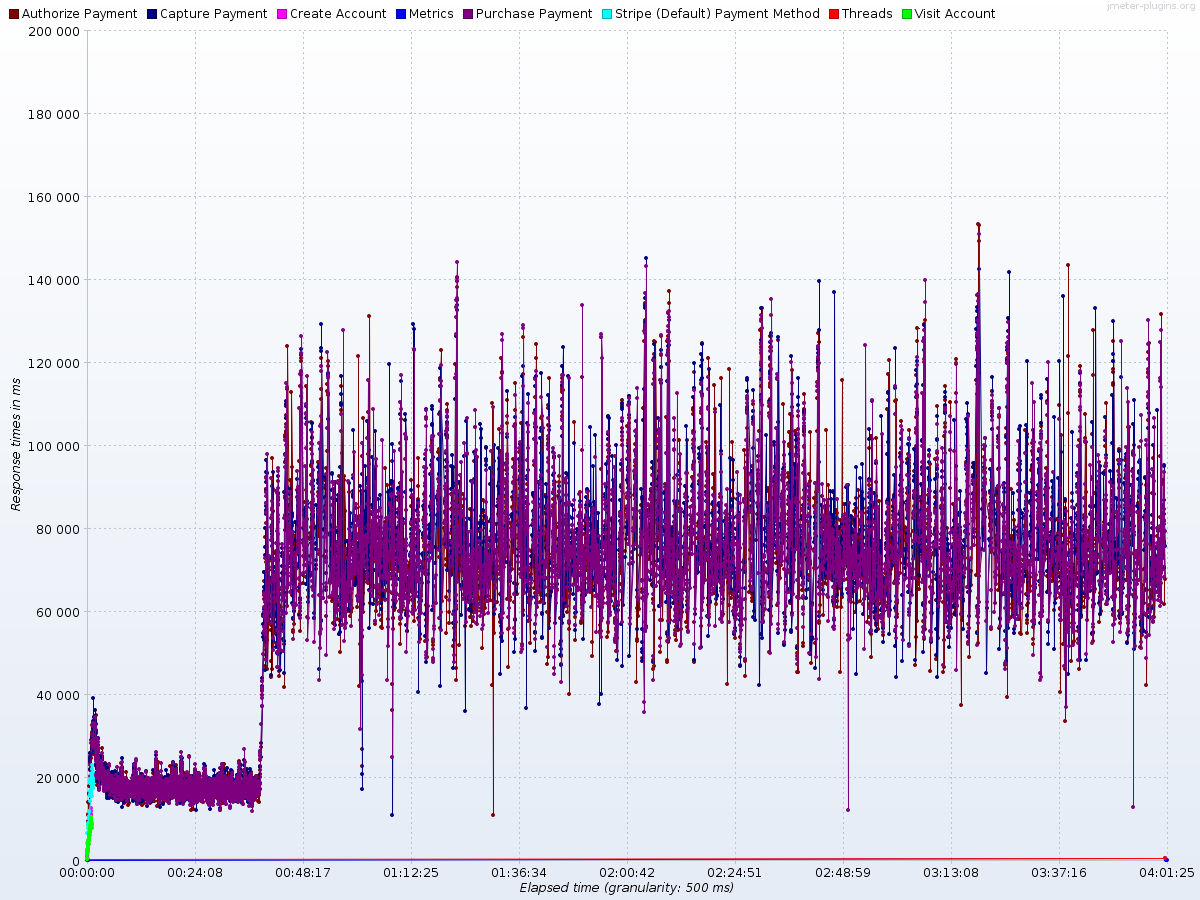 Authorize Payment Capture Payment Create Account Metrics Purchase Payment Stripe (Default) Payment Method Threads Visit Account
jmeter-plugins.org
200 000
180 000
160 000
140 000
120 000
100 000
80 000
60 000
40 000
20 000
0
Response times in ms
00:00:00 00:24:08 00:48:17 01:12:25 01:36:34 02:00:42 02:24:51 02:48:59 03:13:08 03:37:16 04:01:25
Elapsed time (granularity: 500 ms)